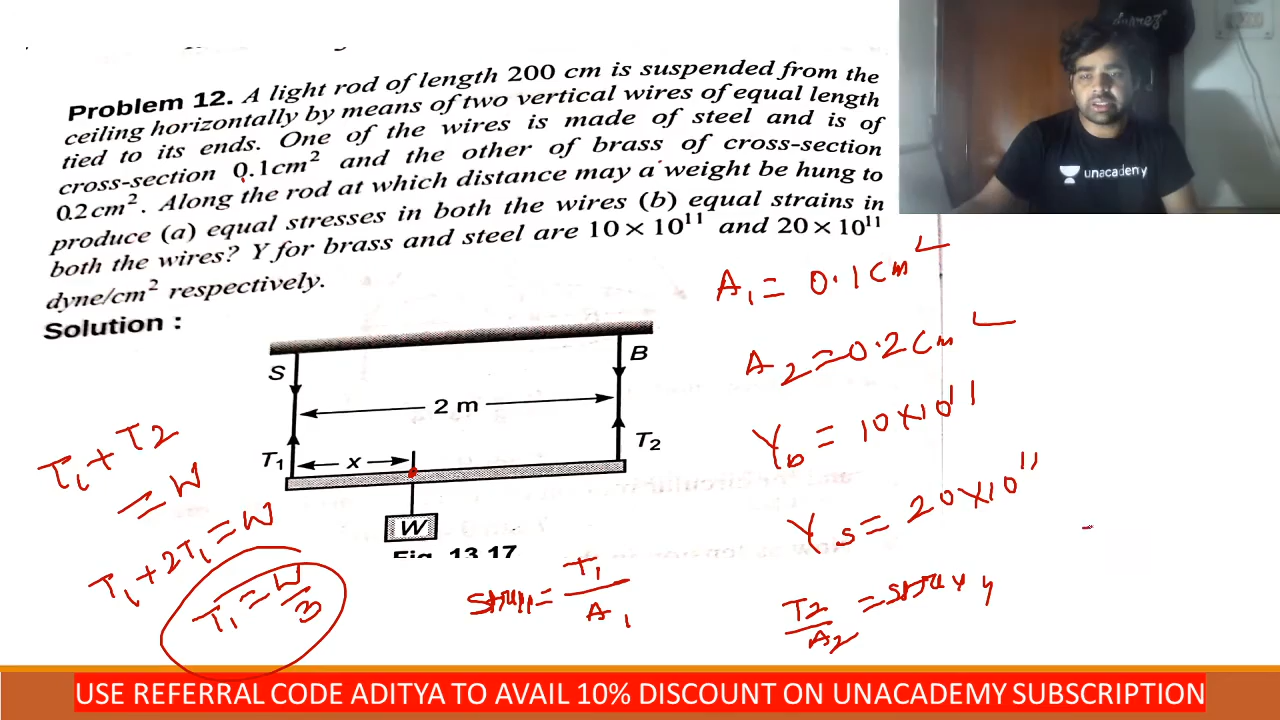 Problem 12. A light rod of length 200 cm is suspended from the
ceiling horizontally by means of two vertical wires of equal length
tied to its ends. One of the wires is made of steel and is of
cross-section 0.1cm² and the other of brass of cross-section
0.2cm². Along the rod at which distance may a weight be hung to
produce (a) equal stresses in both the wires (b) equal strains in
both the wires? Y for brass and steel are 10 × 10¹¹ and 20 × 10¹¹
dyne/cm² respectively.
Solution :
unacademy
A₁ = 0.1 cm²
A₂ = 0.2 cm²
Y_b = 10×10¹¹
Y_s = 20×10¹¹
S
B
2 m
T₁
x
T₂
W
Fig. 13.17
T₁ + T₂
= W
T₁ + 2T₁ = W
T₁ = W/3
= T₁/A₁
T₂/A₂ =
USE REFERRAL CODE ADITYA TO AVAIL 10% DISCOUNT ON UNACADEMY SUBSCRIPTION